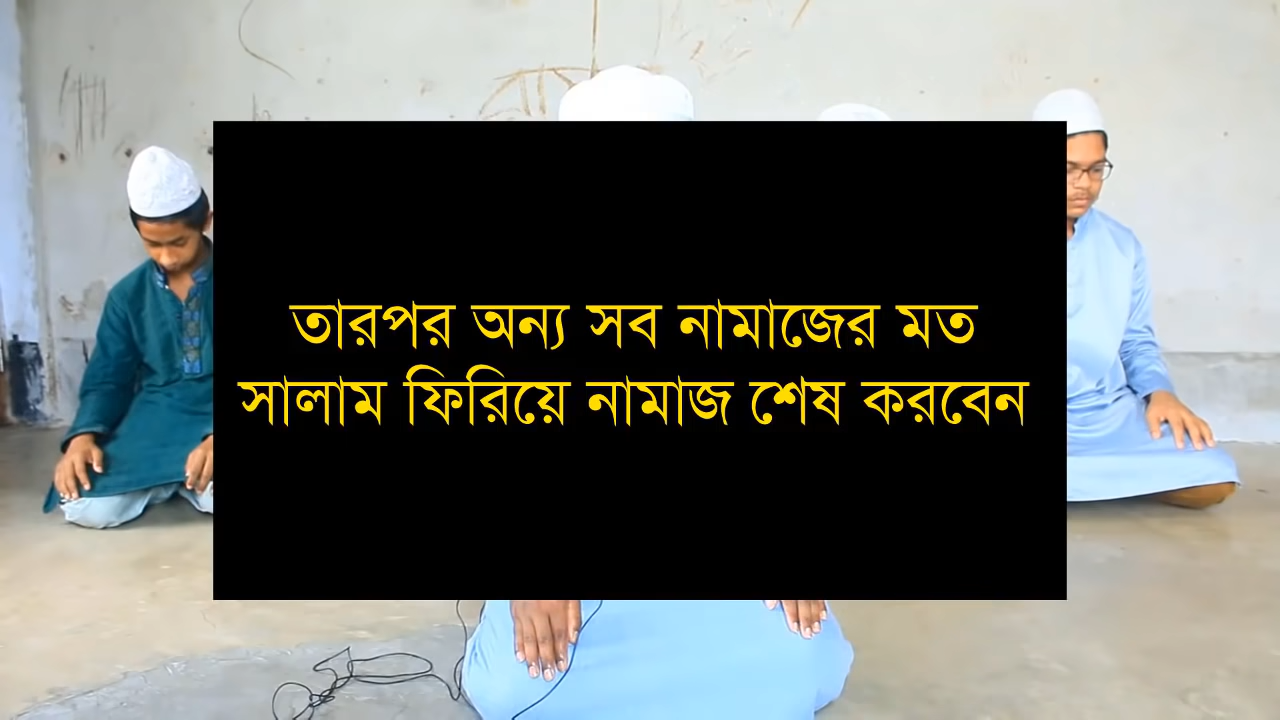 তারপর অন্য সব নামাজের মত
সালাম ফিরিয়ে নামাজ শেষ করবেন